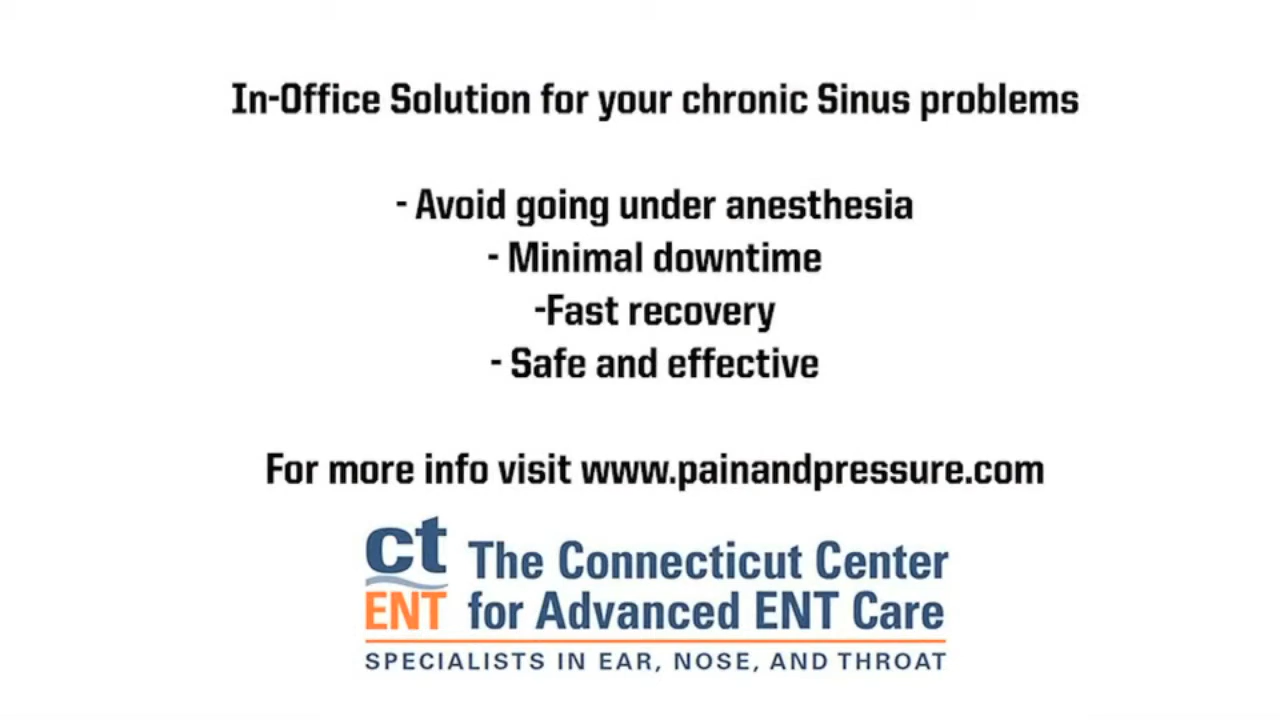 In-Office Solution for your chronic Sinus problems
- Avoid going under anesthesia
- Minimal downtime
-Fast recovery
- Safe and effective
For more info visit www.painandpressure.com
ct ENT
The Connecticut Center
for Advanced ENT Care
SPECIALISTS IN EAR, NOSE, AND THROAT